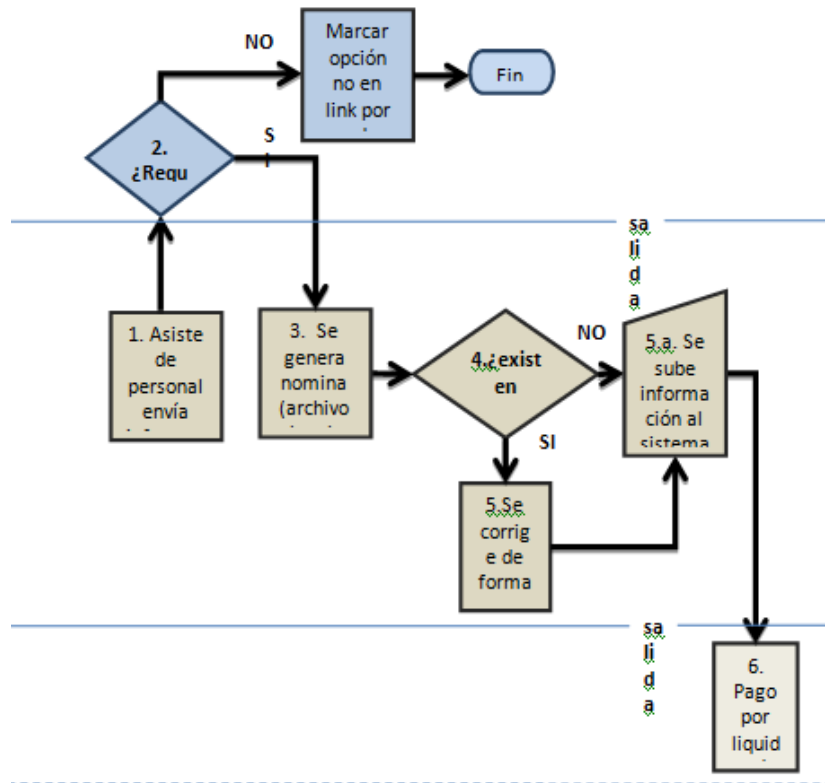 NO
Marcar
opción
no en
link por
Fin
2.
¿Requ
S
I
sa
li
d
a
1. Asiste
de
personal
envía
3. Se
genera
nomina
(archivo
4.¿exist
en
NO
SI
5.a. Se
sube
informa
ción al
sistema
5.Se
corrig
e de
forma
sa
li
d
a
6.
Pago
por
liquid